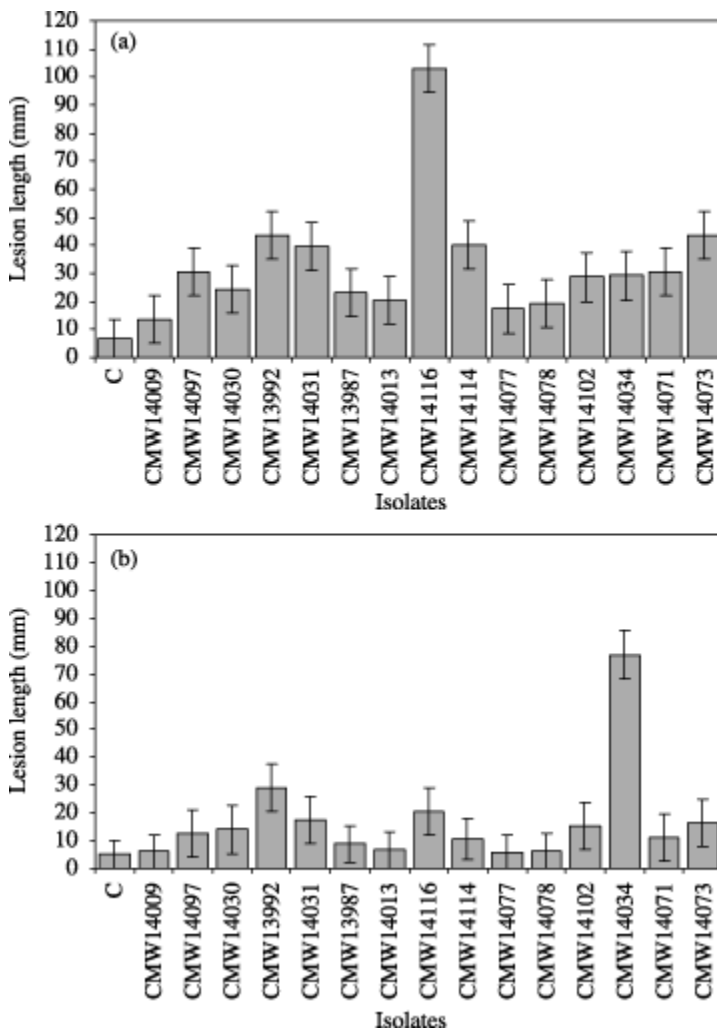 (a)
Lesion length (mm)
120
110
100
90
80
70
60
50
40
30
20
10
0
C
CMW14009
CMW14097
CMW14030
CMW13992
CMW14031
CMW13987
CMW14013
CMW14116
CMW14114
CMW14077
CMW14078
CMW14102
CMW14034
CMW14071
CMW14073
Isolates
(b)
Lesion length (mm)
120
110
100
90
80
70
60
50
40
30
20
10
0
C
CMW14009
CMW14097
CMW14030
CMW13992
CMW14031
CMW13987
CMW14013
CMW14116
CMW14114
CMW14077
CMW14078
CMW14102
CMW14034
CMW14071
CMW14073
Isolates